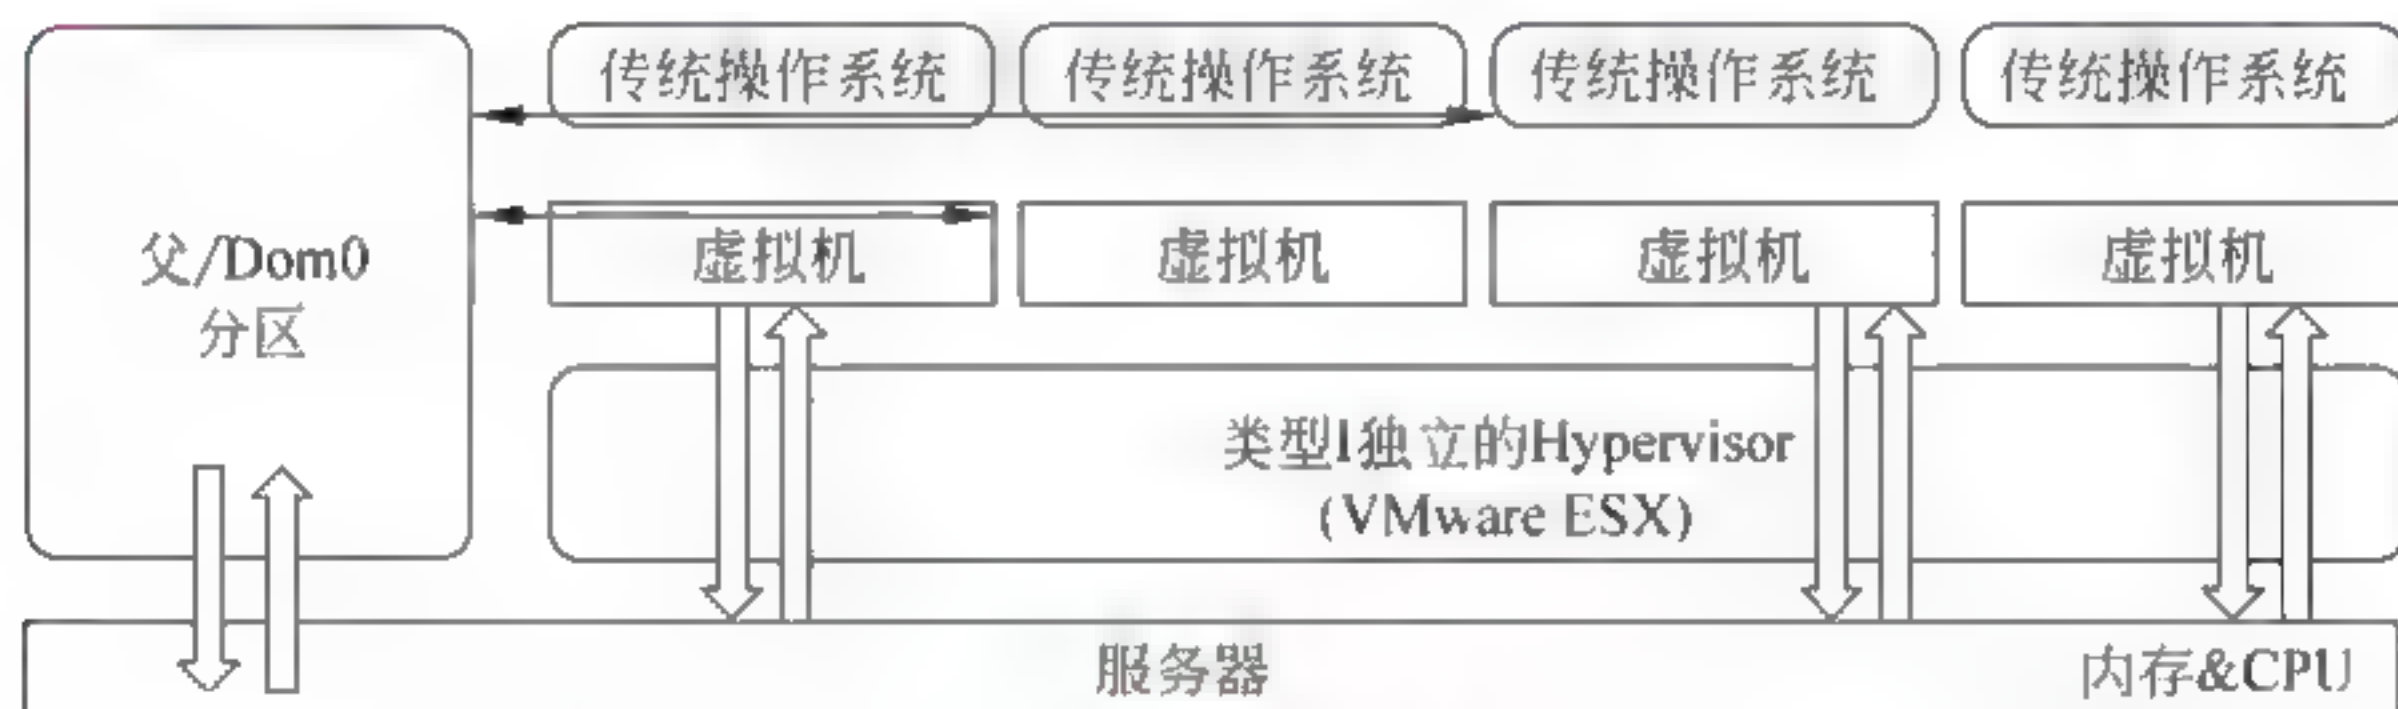 传统操作系统 传统操作系统 传统操作系统 传统操作系统
父/Dom0
分区
虚拟机 虚拟机 虚拟机 虚拟机
类型I独立的Hypervisor
(VMware ESX)
服务器 内存&CPU